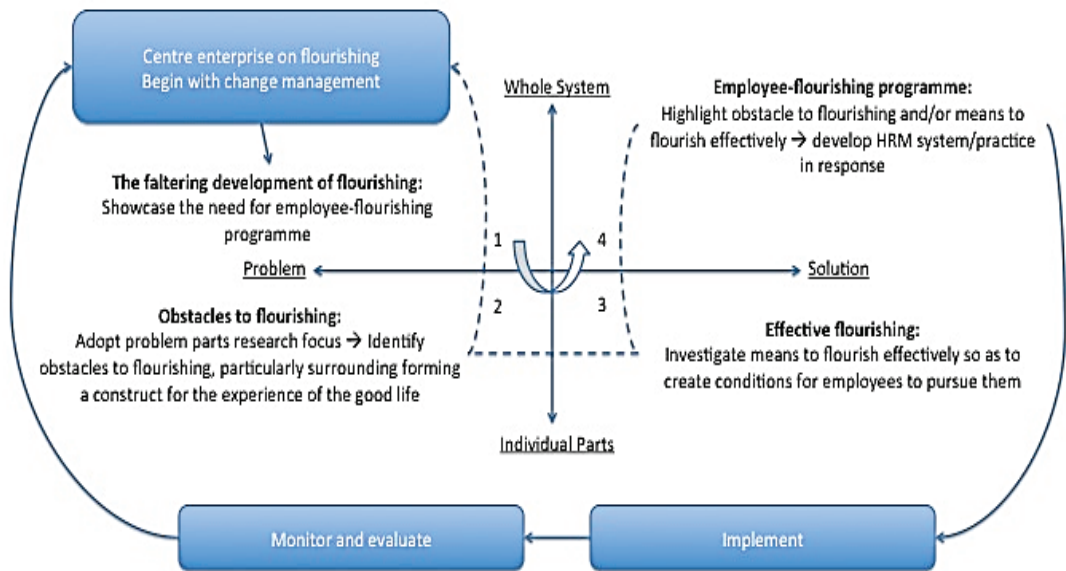 Centre enterprise on flourishing
Begin with change management
The faltering development of flourishing:
Showcase the need for employee-flourishing
programme
Whole System
Employee-flourishing programme:
Highlight obstacle to flourishing and/or means to
flourish effectively → develop HRM system/practice
in response
1
4
Problem
Solution
2
3
Obstacles to flourishing:
Adopt problem parts research focus → Identify
obstacles to flourishing, particularly surrounding forming
a construct for the experience of the good life
Effective flourishing:
Investigate means to flourish effectively so as to
create conditions for employees to pursue them
Individual Parts
Monitor and evaluate
Implement